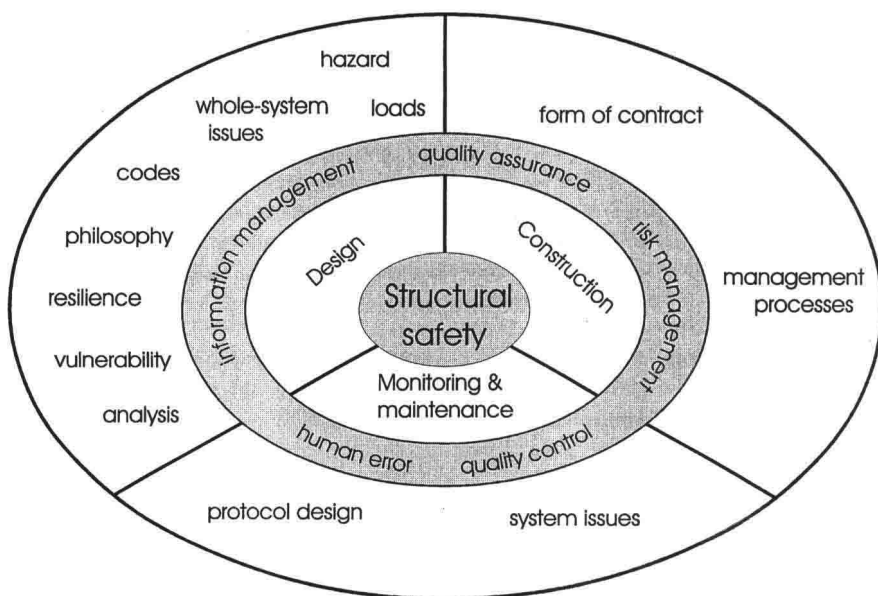 hazard
whole-system
issues
loads
form of contract
codes
quality assurance
information management
risk management
philosophy
Design
Construction
resilience
Structural
safety
management
processes
vulnerability
Monitoring &
maintenance
analysis
human error
quality control
protocol design
system issues